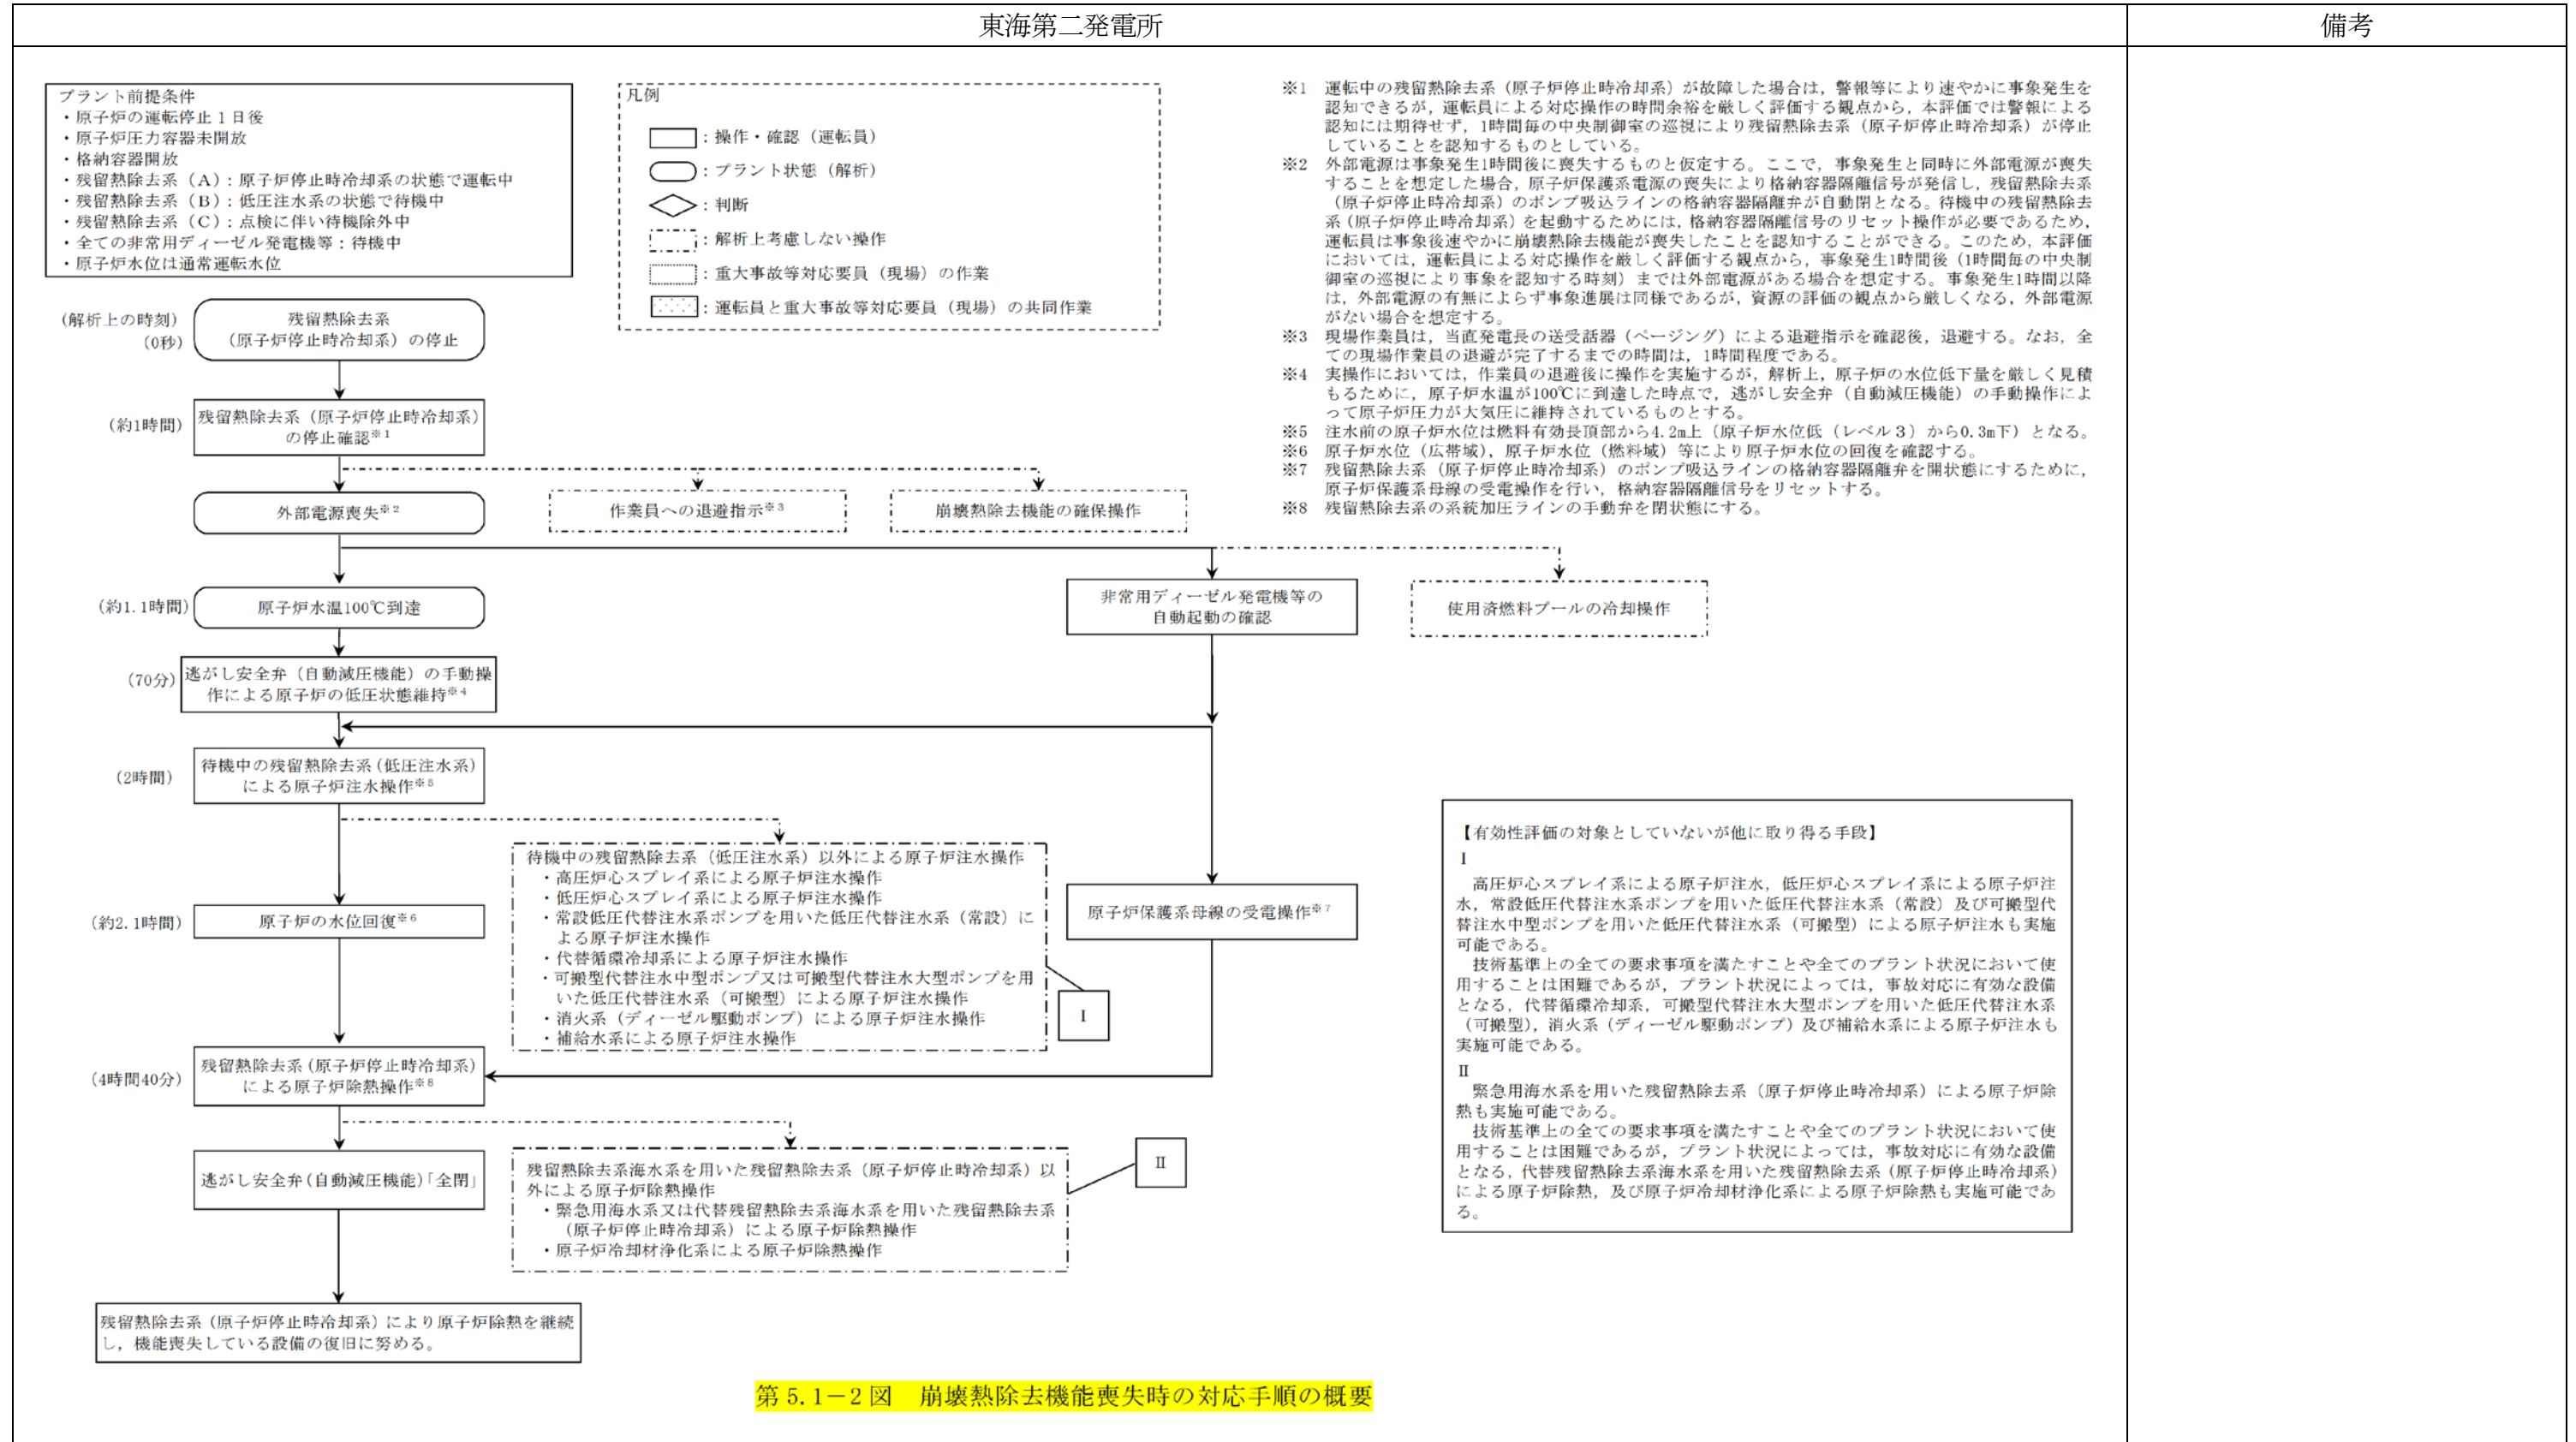 東海第二発電所
備考
プラント前提条件
・原子炉の運転停止1日後
・原子炉圧力容器未開放
・格納容器開放
・残留熱除去系（A）：原子炉停止時冷却系の状態で運転中
・残留熱除去系（B）：低圧注水系の状態で待機中
・残留熱除去系（C）：点検に伴い待機除外中
・全ての非常用ディーゼル発電機等：待機中
・原子炉水位は通常運転水位
凡例
：操作・確認（運転員）
：プラント状態（解析）
：判断
：解析上考慮しない操作
：重大事故等対応要員（現場）の作業
：運転員と重大事故等対応要員（現場）の共同作業
※1　運転中の残留熱除去系（原子炉停止時冷却系）が故障した場合は，警報等により速やかに事象発生を
認知できるが，運転員による対応操作の時間余裕を厳しく評価する観点から，本評価では警報による
認知には期待せず，1時間毎の中央制御室の巡視により残留熱除去系（原子炉停止時冷却系）が停止
していることを認知するものとしている。
※2　外部電源は事象発生1時間後に喪失するものと仮定する。ここで，事象発生と同時に外部電源が喪失
することを想定した場合，原子炉保護系電源の喪失により格納容器隔離信号が発信し，残留熱除去系
（原子炉停止時冷却系）のポンプ吸込ラインの格納容器隔離弁が自動閉となる。待機中の残留熱除去
系（原子炉停止時冷却系）を起動するためには，格納容器隔離信号のリセット操作が必要であるため，
運転員は事象後速やかに崩壊熱除去機能が喪失したことを認知することができる。このため，本評価
においては，運転員による対応操作を厳しく評価する観点から，事象発生1時間後（1時間毎の中央制
御室の巡視により事象を認知する時刻）までは外部電源がある場合を想定する。事象発生1時間以降
は，外部電源の有無によらず事象進展は同様であるが，資源の評価の観点から厳しくなる，外部電源
がない場合を想定する。
※3　現場作業員は，当直発電長の送受話器（ページング）による退避指示を確認後，退避する。なお，全
ての現場作業員の退避が完了するまでの時間は，1時間程度である。
※4　実操作においては，作業員の退避後に操作を実施するが，解析上，原子炉の水位低下量を厳しく見積
もるために，原子炉水温が100℃に到達した時点で，逃がし安全弁（自動減圧機能）の手動操作によ
って原子炉圧力が大気圧に維持されているものとする。
※5　注水前の原子炉水位は燃料有効長頂部から4.2m上（原子炉水位低（レベル3）から0.3m下）となる。
※6　原子炉水位（広帯域），原子炉水位（燃料域）等により原子炉水位の回復を確認する。
※7　残留熱除去系（原子炉停止時冷却系）のポンプ吸込ラインの格納容器隔離弁を開状態にするために，
原子炉保護系母線の受電操作を行い，格納容器隔離信号をリセットする。
※8　残留熱除去系の系統加圧ラインの手動弁を閉状態にする。
（解析上の時刻）
（0秒）
残留熱除去系
（原子炉停止時冷却系）の停止
（約1時間）
残留熱除去系（原子炉停止時冷却系）
の停止確認※1
外部電源喪失※2
作業員への退避指示※3
崩壊熱除去機能の確保操作
（約1.1時間）
原子炉水温100℃到達
非常用ディーゼル発電機等の
自動起動の確認
使用済燃料プールの冷却操作
（70分）
逃がし安全弁（自動減圧機能）の手動操
作による原子炉の低圧状態維持※4
（2時間）
待機中の残留熱除去系（低圧注水系）
による原子炉注水操作※5
待機中の残留熱除去系（低圧注水系）以外による原子炉注水操作
・高圧炉心スプレイ系による原子炉注水操作
・低圧炉心スプレイ系による原子炉注水操作
・常設低圧代替注水系ポンプを用いた低圧代替注水系（常設）に
よる原子炉注水操作
・代替循環冷却系による原子炉注水操作
・可搬型代替注水中型ポンプ又は可搬型代替注水大型ポンプを用
いた低圧代替注水系（可搬型）による原子炉注水操作
・消火系（ディーゼル駆動ポンプ）による原子炉注水操作
・補給水系による原子炉注水操作
Ⅰ
（約2.1時間）
原子炉の水位回復※6
原子炉保護系母線の受電操作※7
（4時間40分）
残留熱除去系（原子炉停止時冷却系）
による原子炉除熱操作※8
逃がし安全弁（自動減圧機能）「全閉」
残留熱除去系海水系を用いた残留熱除去系（原子炉停止時冷却系）以
外による原子炉除熱操作
・緊急用海水系又は代替残留熱除去系海水系を用いた残留熱除去系
（原子炉停止時冷却系）による原子炉除熱操作
・原子炉冷却材浄化系による原子炉除熱操作
Ⅱ
残留熱除去系（原子炉停止時冷却系）により原子炉除熱を継続
し，機能喪失している設備の復旧に努める。
【有効性評価の対象としていないが他に取り得る手段】
Ⅰ
高圧炉心スプレイ系による原子炉注水，低圧炉心スプレイ系による原子炉注
水，常設低圧代替注水系ポンプを用いた低圧代替注水系（常設）及び可搬型代
替注水中型ポンプを用いた低圧代替注水系（可搬型）による原子炉注水も実施
可能である。
技術基準上の全ての要求事項を満たすことや全てのプラント状況において使
用することは困難であるが，プラント状況によっては，事故対応に有効な設備
となる，代替循環冷却系，可搬型代替注水大型ポンプを用いた低圧代替注水系
（可搬型），消火系（ディーゼル駆動ポンプ）及び補給水系による原子炉注水も
実施可能である。
Ⅱ
緊急用海水系を用いた残留熱除去系（原子炉停止時冷却系）による原子炉除
熱も実施可能である。
技術基準上の全ての要求事項を満たすことや全てのプラント状況において使
用することは困難であるが，プラント状況によっては，事故対応に有効な設備
となる，代替残留熱除去系海水系を用いた残留熱除去系（原子炉停止時冷却系）
による原子炉除熱，及び原子炉冷却材浄化系による原子炉除熱も実施可能であ
る。
第5.1－2図　崩壊熱除去機能喪失時の対応手順の概要